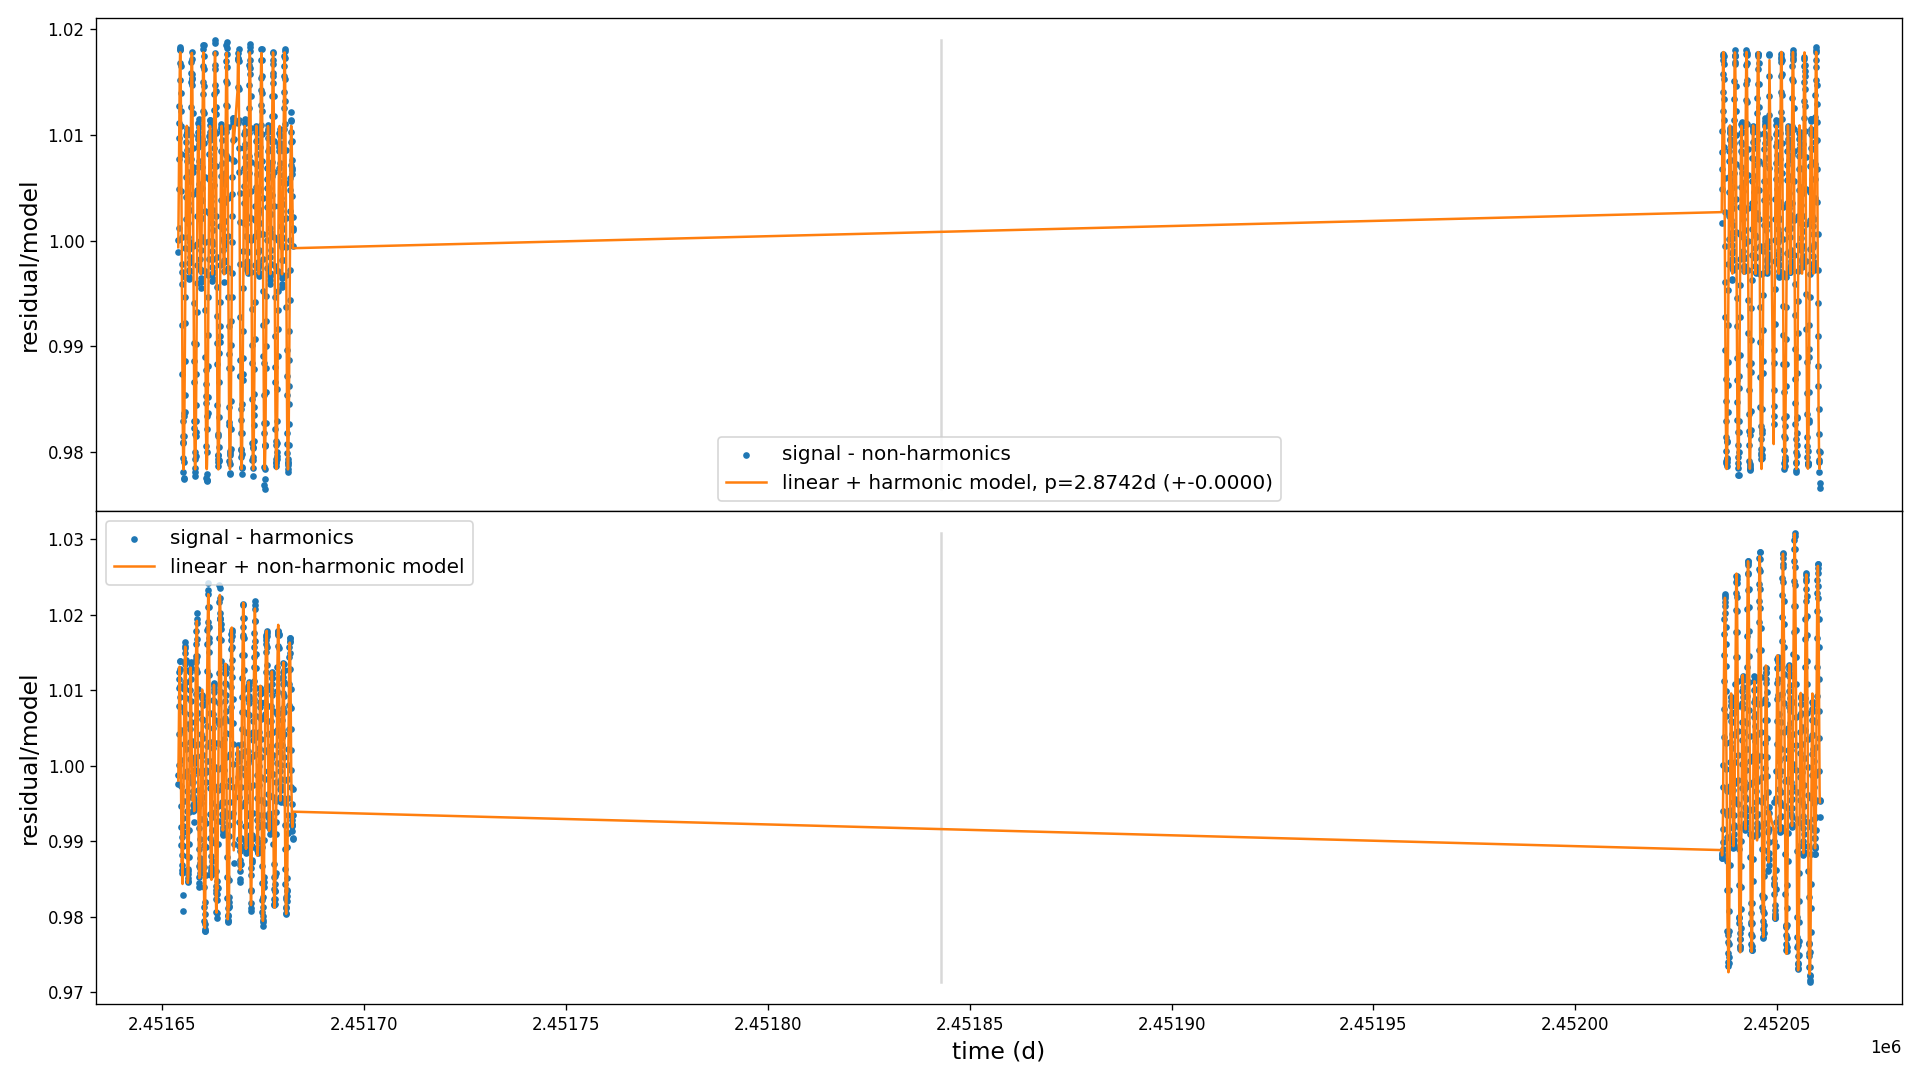 1.02
1.01
1.00
0.99
0.98
residual/model
signal - non-harmonics
linear + harmonic model, p=2.8742d (+-0.0000)
signal - harmonics
linear + non-harmonic model
1.03
1.02
1.01
1.00
0.99
0.98
0.97
residual/model
2.45165 2.45170 2.45175 2.45180 2.45185 2.45190 2.45195 2.45200 2.45205
1e6
time (d)